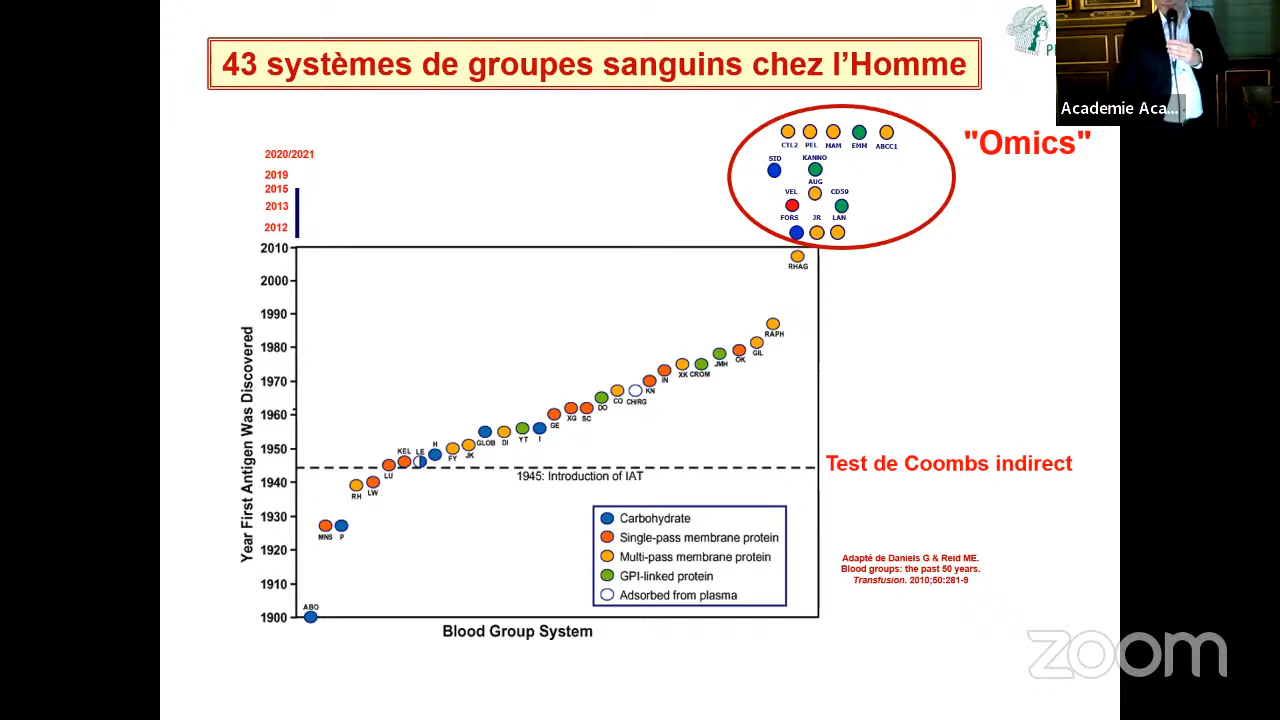 43 systèmes de groupes sanguins chez l'Homme
Academie Aca...
"Omics"
CTL2 PEL MAM EMM ABCC1
SID KANNO
AUG
VEL CD59
FORS JR LAN
2020/2021
2019
2015
2013
2012
2010
2000
1990
1980
1970
1960
1950
1940
1930
1920
1910
1900
Year First Antigen Was Discovered
RHAG
RAPH
GIL
OK
JMH
CROM
XK
IN
KN
CH/RG
CO
DO
SC
XG
GE
I
YT
DI
GLOB
JK
FY
H
LE
KEL
LU
LW
RH
P
MNS
ABO
1945: Introduction of IAT
Test de Coombs indirect
Carbohydrate
Single-pass membrane protein
Multi-pass membrane protein
GPI-linked protein
Adsorbed from plasma
Adapté de Daniels G & Reid ME.
Blood groups: the past 50 years.
Transfusion. 2010;50:281-9
Blood Group System
zoom